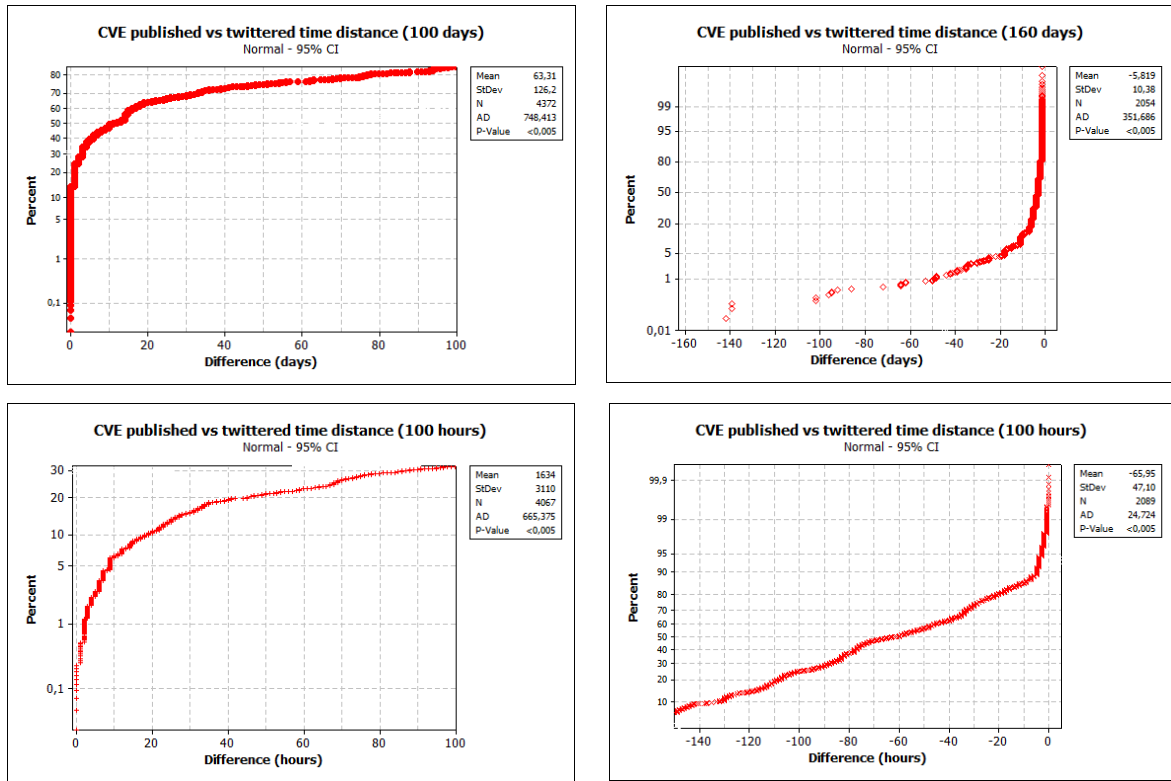 CVE published vs twittered time distance (100 days)
Normal - 95% CI
Mean 63,31
StDev 126,2
N 4372
AD 748,413
P-Value <0,005
Percent
80
70
60
50
40
30
20
10
5
1
0,1
0 20 40 60 80 100
Difference (days)
CVE published vs twittered time distance (160 days)
Normal - 95% CI
Mean -5,819
StDev 10,38
N 2054
AD 351,686
P-Value <0,005
Percent
99
95
80
50
20
5
1
0,01
-160 -140 -120 -100 -80 -60 -40 -20 0
Difference (days)
CVE published vs twittered time distance (100 hours)
Normal - 95% CI
Mean 1634
StDev 3110
N 4067
AD 665,375
P-Value <0,005
Percent
30
20
10
5
1
0,1
0 20 40 60 80 100
Difference (hours)
CVE published vs twittered time distance (100 hours)
Normal - 95% CI
Mean -65,95
StDev 47,10
N 2089
AD 24,724
P-Value <0,005
Percent
99,9
99
95
90
80
70
60
50
40
30
20
10
-140 -120 -100 -80 -60 -40 -20 0
Difference (hours)